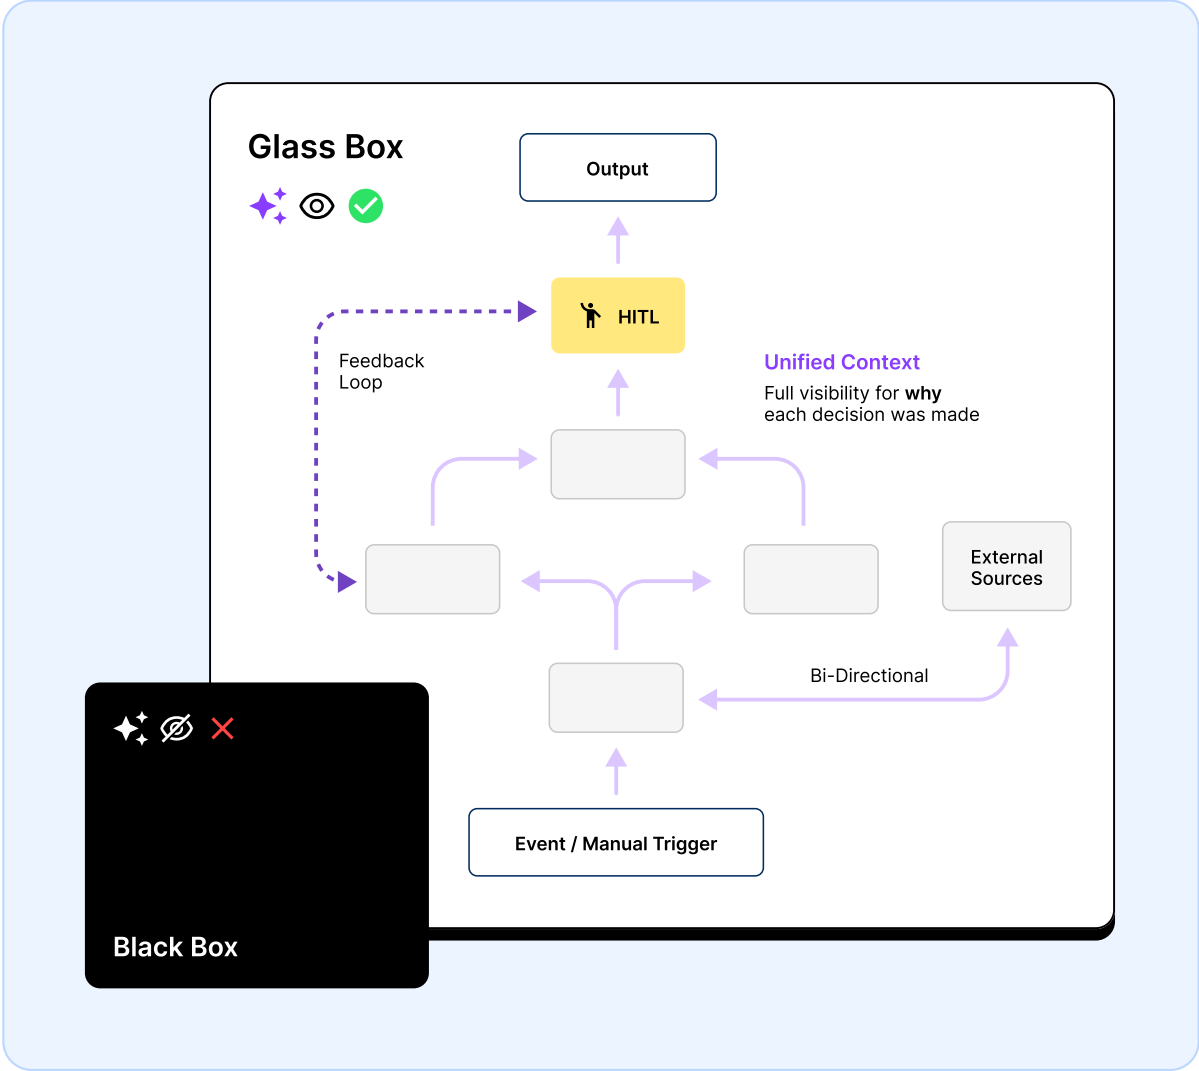 Glass Box
Output
HITL
Feedback
Loop
Unified Context
Full visibility for why
each decision was made
External
Sources
Bi-Directional
Event / Manual Trigger
Black Box